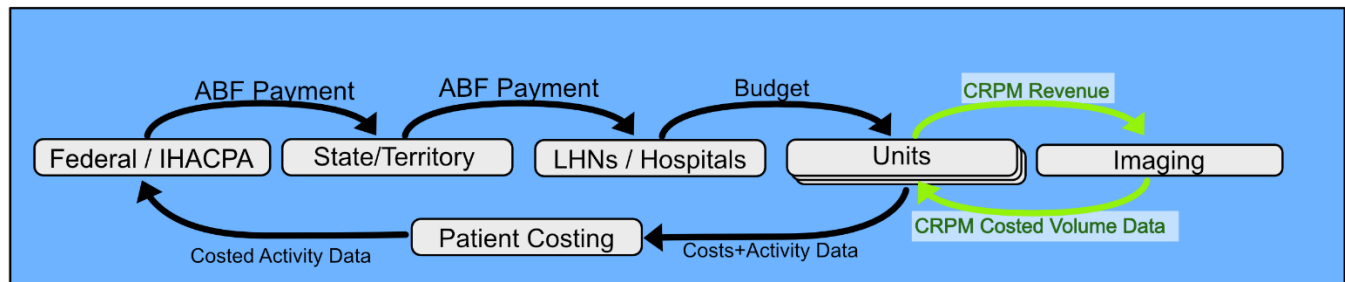 ABF Payment
ABF Payment
Budget
CRPM Revenue
Federal / IHACPA
State/Territory
LHNs / Hospitals
Units
Imaging
Costed Activity Data
Patient Costing
Costs+Activity Data
CRPM Costed Volume Data